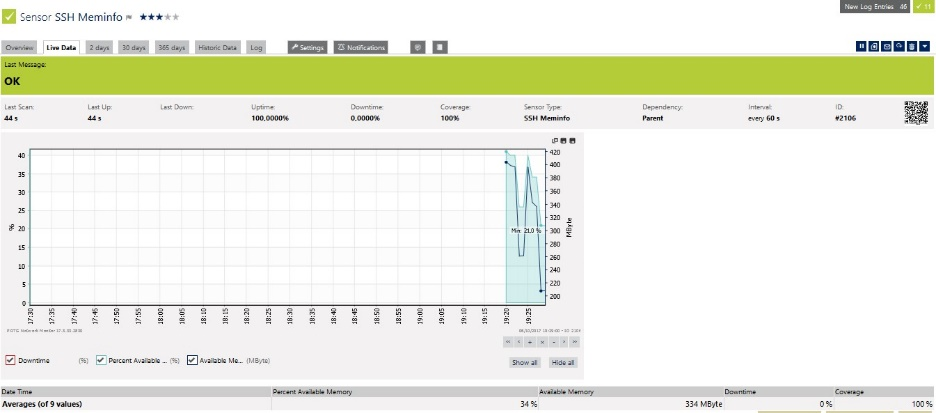 New Log Entries 46 11
Sensor SSH Meminfo
Overview Live Data 2 days 30 days 365 days Historic Data Log Settings Notifications
Last Message:
OK
Last Scan: Last Up: Last Down: Uptime: Downtime: Coverage: Sensor Type: Dependency: Interval: ID:
44 s 44 s 100,0000% 0,0000% 100% SSH Meminfo Parent every 60 s #2106
40 35 30 25 20 15 10 5 0
%
420 400 380 360 340 320 300 280 260 240 220 200
MByte
Min: 21,0 %
17:30 17:35 17:40 17:45 17:50 17:55 18:00 18:05 18:10 18:15 18:20 18:25 18:30 18:35 18:40 18:45 18:50 18:55 19:00 19:05 19:10 19:15 19:20 19:25
PRTG Network Monitor
Downtime (%) Percent Available ... (%) Available Me... (MByte)
Show all Hide all
Date Time Percent Available Memory Available Memory Downtime Coverage
Averages (of 9 values) 34 % 334 MByte 0 % 100 %